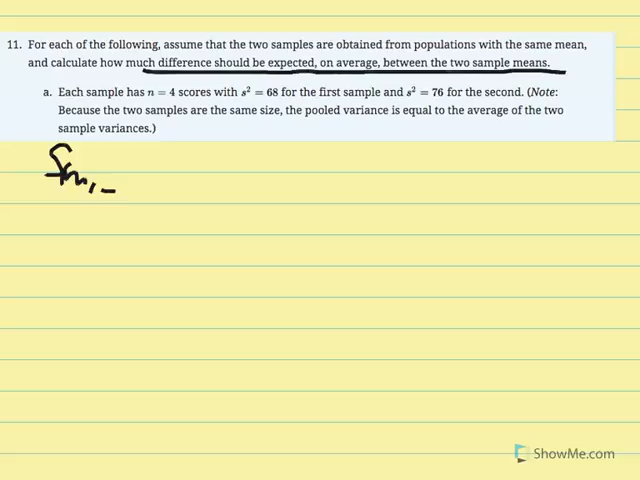 11. For each of the following, assume that the two samples are obtained from populations with the same mean,
and calculate how much difference should be expected, on average, between the two sample means.
a. Each sample has n = 4 scores with s² = 68 for the first sample and s² = 76 for the second. (Note:
Because the two samples are the same size, the pooled variance is equal to the average of the two
sample variances.)
Sm, -
ShowMe.com